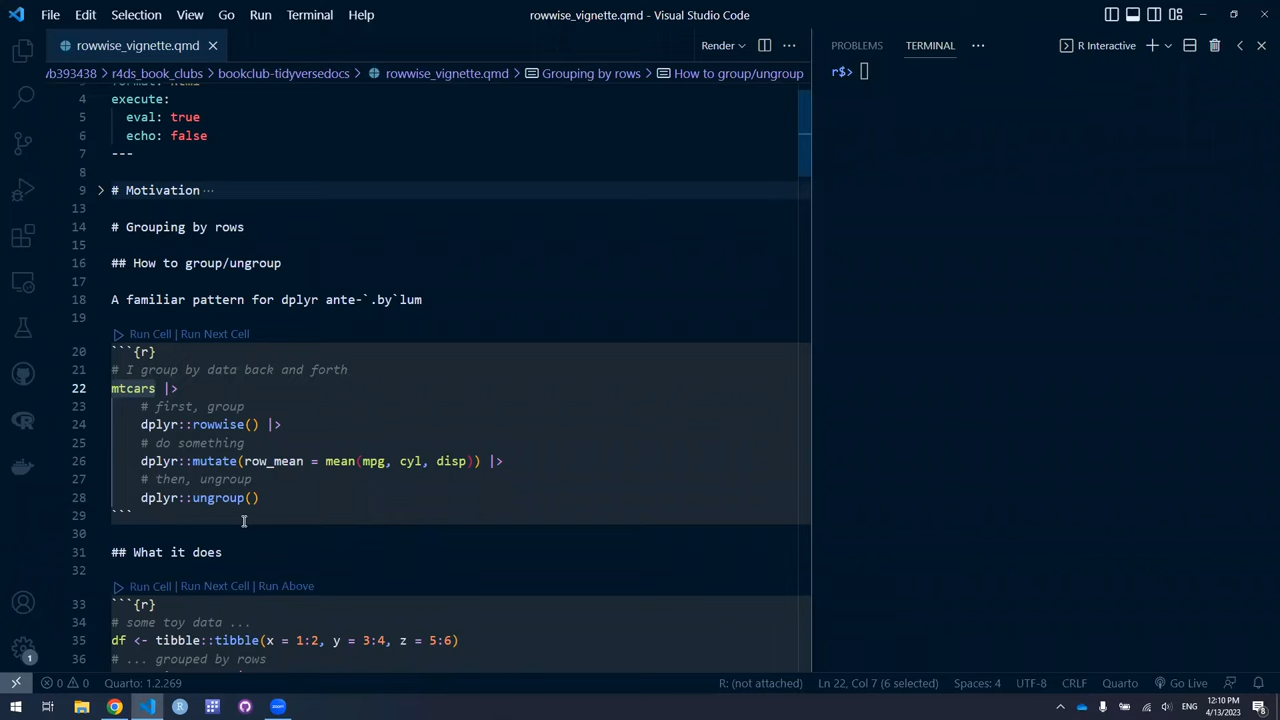 File Edit Selection View Go Run Terminal Help rowwise_vignette.qmd - Visual Studio Code
rowwise_vignette.qmd Render
/b393438 > r4ds_book_clubs > bookclub-tidyversedocs > rowwise_vignette.qmd > Grouping by rows > How to group/ungroup
4 execute:
5 eval: true
6 echo: false
7 ---
8
9 # Motivation ···
13
14 # Grouping by rows
15
16 ## How to group/ungroup
17
18 A familiar pattern for dplyr ante-`.by`lum
19
Run Cell | Run Next Cell
20 ```{r}
21 # I group by data back and forth
22 mtcars |>
23 # first, group
24 dplyr::rowwise() |>
25 # do something
26 dplyr::mutate(row_mean = mean(mpg, cyl, disp)) |>
27 # then, ungroup
28 dplyr::ungroup()
29 ```
30
31 ## What it does
32
Run Cell | Run Next Cell | Run Above
33 ```{r}
34 # some toy data ...
35 df <- tibble::tibble(x = 1:2, y = 3:4, z = 5:6)
36 # ... grouped by rows
PROBLEMS TERMINAL ··· R Interactive
r$>
1
0 0 Quarto: 1.2.269 R: (not attached) Ln 22, Col 7 (6 selected) Spaces: 4 UTF-8 CRLF Quarto Go Live
zoom ENG 12:10 PM
4/13/2023 8